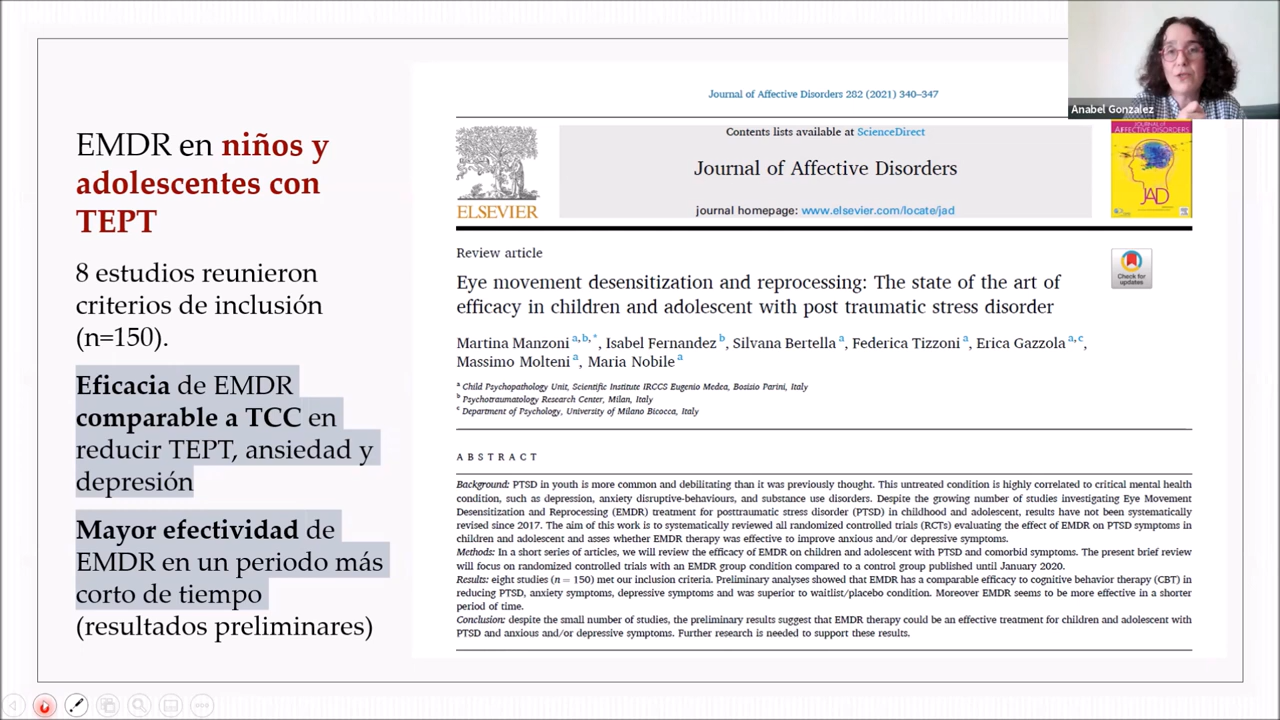 EMDR en niños y
adolescentes con
TEPT
8 estudios reunieron
criterios de inclusión
(n=150).
Eficacia de EMDR
comparable a TCC en
reducir TEPT, ansiedad y
depresión
Mayor efectividad de
EMDR en un periodo más
corto de tiempo
(resultados preliminares)
Anabel Gonzalez
Journal of Affective Disorders 282 (2021) 340–347
Contents lists available at ScienceDirect
Journal of Affective Disorders
journal homepage: www.elsevier.com/locate/jad
ELSEVIER
JOURNAL OF
AFFECTIVE DISORDERS
JAD
Review article
Check for
updates
Eye movement desensitization and reprocessing: The state of the art of
efficacy in children and adolescent with post traumatic stress disorder
Martina Manzoni a,b,*, Isabel Fernandez b, Silvana Bertella a, Federica Tizzoni a, Erica Gazzola a,c,
Massimo Molteni a, Maria Nobile a
a Child Psychopathology Unit, Scientific Institute IRCCS Eugenio Medea, Bosisio Parini, Italy
b Psychotraumatology Research Center, Milan, Italy
c Department of Psychology, University of Milano Bicocca, Italy
ABSTRACT
Background: PTSD in youth is more common and debilitating than it was previously thought. This untreated condition is highly correlated to critical mental health
condition, such as depression, anxiety disruptive-behaviours, and substance use disorders. Despite the growing number of studies investigating Eye Movement
Desensitization and Reprocessing (EMDR) treatment for posttraumatic stress disorder (PTSD) in childhood and adolescent, results have not been systematically
revised since 2017. The aim of this work is to systematically reviewed all randomized controlled trials (RCTs) evaluating the effect of EMDR on PTSD symptoms in
children and adolescent and asses whether EMDR therapy was effective to improve anxious and/or depressive symptoms.
Methods: In a short series of articles, we will review the efficacy of EMDR on children and adolescent with PTSD and comorbid symptoms. The present brief review
will focus on randomized controlled trials with an EMDR group condition compared to a control group published until January 2020.
Results: eight studies (n = 150) met our inclusion criteria. Preliminary analyses showed that EMDR has a comparable efficacy to cognitive behavior therapy (CBT) in
reducing PTSD, anxiety symptoms, depressive symptoms and was superior to waitlist/placebo condition. Moreover EMDR seems to be more effective in a shorter
period of time.
Conclusion: despite the small number of studies, the preliminary results suggest that EMDR therapy could be an effective treatment for children and adolescent with
PTSD and anxious and/or depressive symptoms. Further research is needed to support these results.